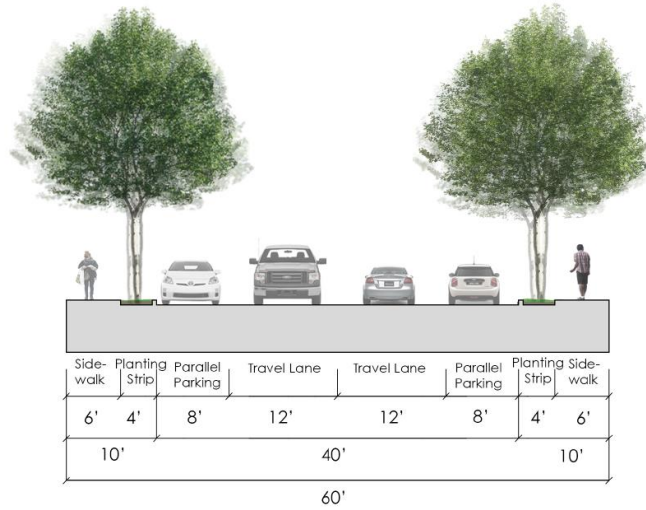 Side-
walk
Planting
Strip
Parallel
Parking
Travel Lane
Travel Lane
Parallel
Parking
Planting
Strip
Side-
walk
6' 4' 8' 12' 12' 8' 4' 6'
10' 40' 10'
60'